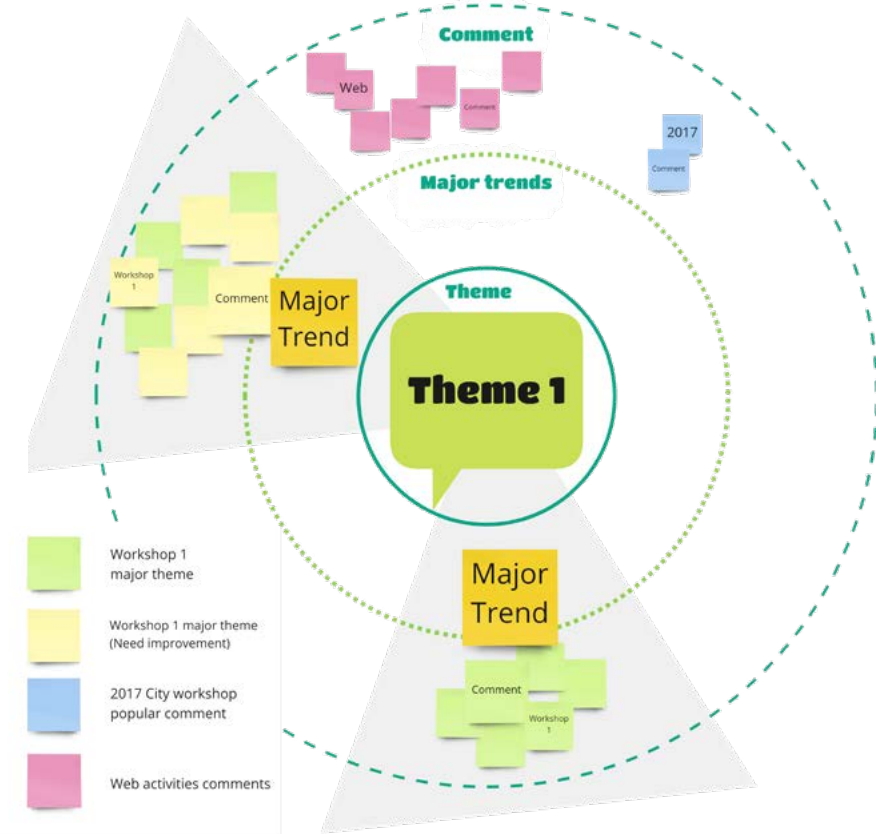 Comment
Web
Comment
2017
Comment
Major trends
Workshop
1
Comment
Major
Trend
Theme
Theme 1
Major
Trend
Comment
Workshop
1
Workshop 1
major theme
Workshop 1 major theme
(Need improvement)
2017 City workshop
popular comment
Web activities comments